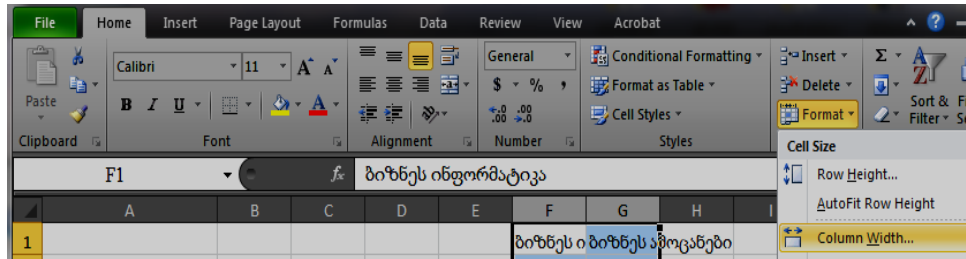 File Home Insert Page Layout Formulas Data Review View Acrobat
Calibri 11 A A General Conditional Formatting Insert Σ
Paste B I U A $ % , Format as Table Delete
.00 .00 Cell Styles Format Sort & Filter
Clipboard Font Alignment Number Styles
Cell Size
F1 fx ბიზნეს ინფორმატიკა
Row Height...
AutoFit Row Height
A B C D E F G H I
1 ბიზნეს ი ბიზნეს ამოცანები
Column Width...